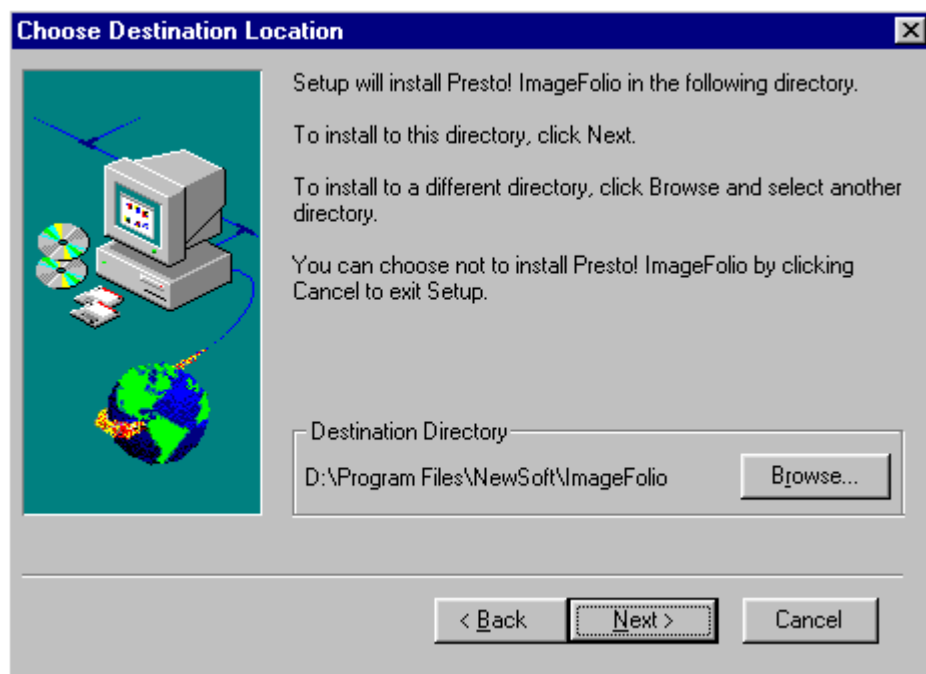 Choose Destination Location
Setup will install Presto! ImageFolio in the following directory.
To install to this directory, click Next.
To install to a different directory, click Browse and select another
directory.
You can choose not to install Presto! ImageFolio by clicking
Cancel to exit Setup.
Destination Directory
D:\Program Files\NewSoft\ImageFolio
Browse...
< Back
Next >
Cancel